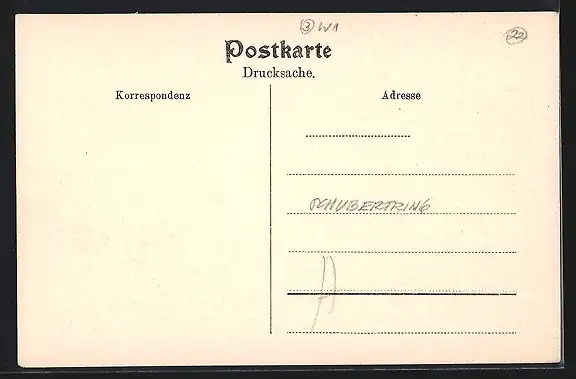 3 W1
22
Postkarte
Drucksache.
Korrespondenz
Adresse
SCHUBERTRING